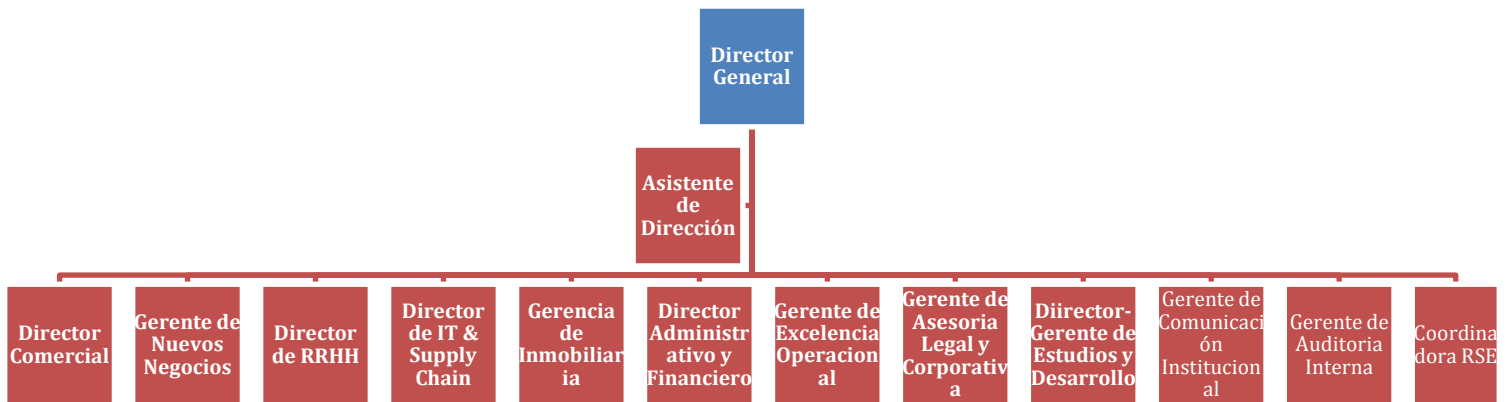 Director
General
Asistente
de
Dirección
Director
Comercial
Gerente de
Nuevos
Negocios
Director
de RRHH
Director
de IT &
Supply
Chain
Gerencia
de
Inmobiliar
ia
Director
Administr
ativo y
Financiero
Gerente de
Excelencia
Operacion
al
Gerente de
Asesoria
Legal y
Corporativ
a
Diirector-
Gerente de
Estudios y
Desarrollo
Gerente de
Comunicaci
ón
Institucion
al
Gerente de
Auditoria
Interna
Coordina
dora RSE